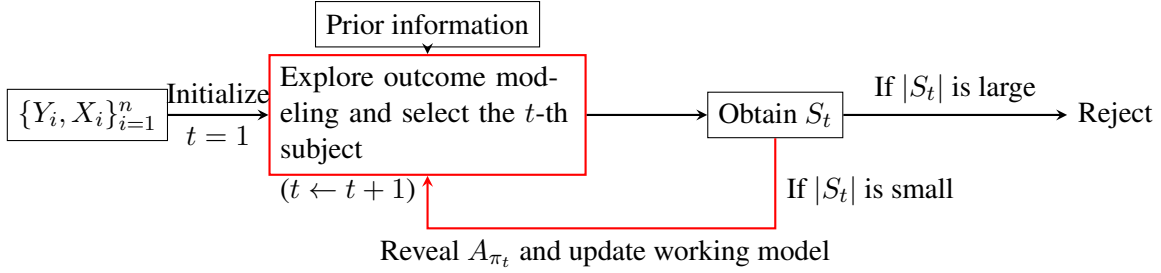 Prior information
{Y_i, X_i}_{i=1}^n
Initialize
t = 1
Explore outcome mod-
eling and select the t-th
subject
(t ← t + 1)
Obtain S_t
If |S_t| is large
Reject
If |S_t| is small
Reveal A_{π_t} and update working model